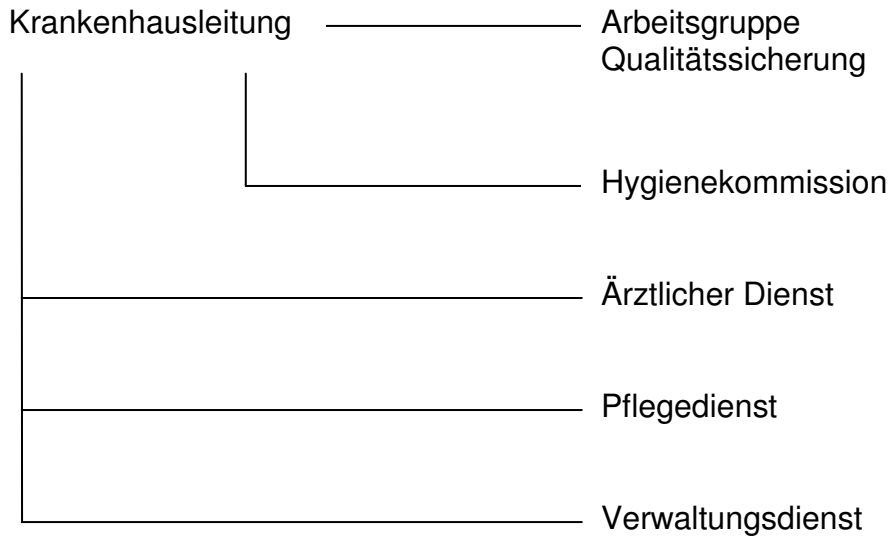 Krankenhausleitung
Arbeitsgruppe
Qualitätssicherung
Hygienekommission
Ärztlicher Dienst
Pflegedienst
Verwaltungsdienst